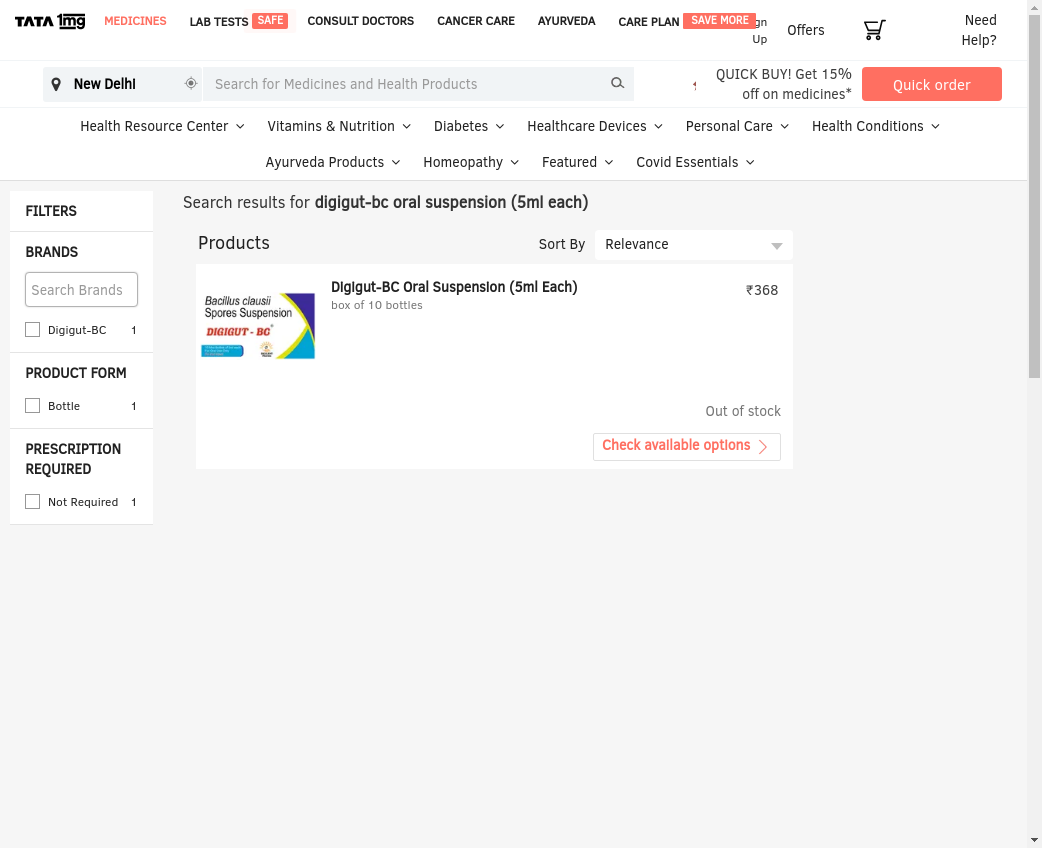 TATA 1mg
MEDICINES
LAB TESTS SAFE
CONSULT DOCTORS
CANCER CARE
AYURVEDA
CARE PLAN SAVE MORE
gn
Up
Offers
Need
Help?
New Delhi
Search for Medicines and Health Products
QUICK BUY! Get 15%
off on medicines*
Quick order
Health Resource Center
Vitamins & Nutrition
Diabetes
Healthcare Devices
Personal Care
Health Conditions
Ayurveda Products
Homeopathy
Featured
Covid Essentials
FILTERS
BRANDS
Search Brands
Digigut-BC 1
PRODUCT FORM
Bottle 1
PRESCRIPTION
REQUIRED
Not Required 1
Search results for digigut-bc oral suspension (5ml each)
Products
Sort By Relevance
Bacillus clausii
Spores Suspension
DIGIGUT - BC
Digigut-BC Oral Suspension (5ml Each)
box of 10 bottles
₹368
Out of stock
Check available options